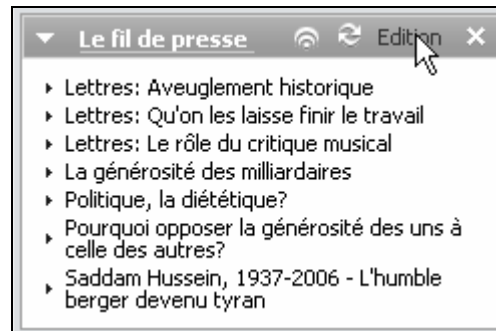 Le fil de presse Edition
Lettres: Aveuglement historique
Lettres: Qu'on les laisse finir le travail
Lettres: Le rôle du critique musical
La générosité des milliardaires
Politique, la diététique?
Pourquoi opposer la générosité des uns à
celle des autres?
Saddam Hussein, 1937-2006 - L'humble
berger devenu tyran